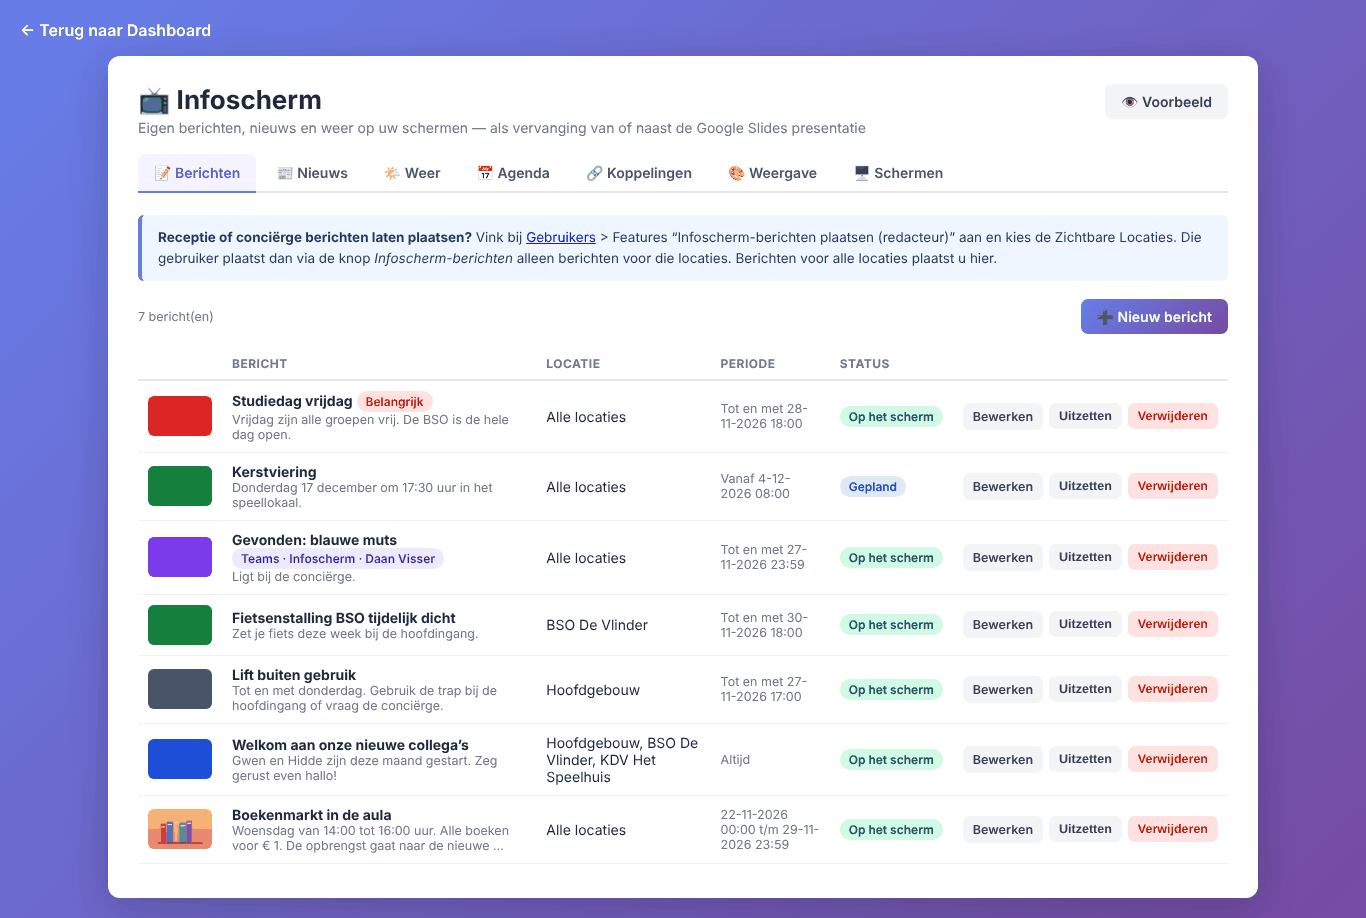 ← Terug naar Dashboard
Infoscherm
Voorbeeld
Eigen berichten, nieuws en weer op uw schermen — als vervanging van of naast de Google Slides presentatie
Berichten Nieuws Weer Agenda Koppelingen Weergave Schermen
Receptie of conciërge berichten laten plaatsen? Vink bij Gebruikers > Features “Infoscherm-berichten plaatsen (redacteur)” aan en kies de Zichtbare Locaties. Die
gebruiker plaatst dan via de knop Infoscherm-berichten alleen berichten voor die locaties. Berichten voor alle locaties plaatst u hier.
7 bericht(en)
Nieuw bericht
BERICHT LOCATIE PERIODE STATUS
Studiedag vrijdag Belangrijk
Vrijdag zijn alle groepen vrij. De BSO is de hele
dag open.
Alle locaties
Tot en met 28-
11-2026 18:00
Op het scherm
Bewerken Uitzetten Verwijderen
Kerstviering
Donderdag 17 december om 17:30 uur in het
speellokaal.
Alle locaties
Vanaf 4-12-
2026 08:00
Gepland
Bewerken Uitzetten Verwijderen
Gevonden: blauwe muts
Teams · Infoscherm · Daan Visser
Ligt bij de conciërge.
Alle locaties
Tot en met 27-
11-2026 23:59
Op het scherm
Bewerken Uitzetten Verwijderen
Fietsenstalling BSO tijdelijk dicht
Zet je fiets deze week bij de hoofdingang.
BSO De Vlinder
Tot en met 30-
11-2026 18:00
Op het scherm
Bewerken Uitzetten Verwijderen
Lift buiten gebruik
Tot en met donderdag. Gebruik de trap bij de
hoofdingang of vraag de conciërge.
Hoofdgebouw
Tot en met 27-
11-2026 17:00
Op het scherm
Bewerken Uitzetten Verwijderen
Welkom aan onze nieuwe collega’s
Gwen en Hidde zijn deze maand gestart. Zeg
gerust even hallo!
Hoofdgebouw, BSO De
Vlinder, KDV Het
Speelhuis
Altijd
Op het scherm
Bewerken Uitzetten Verwijderen
Boekenmarkt in de aula
Woensdag van 14:00 tot 16:00 uur. Alle boeken
voor € 1. De opbrengst gaat naar de nieuwe ...
Alle locaties
22-11-2026
00:00 t/m 29-11-
2026 23:59
Op het scherm
Bewerken Uitzetten Verwijderen